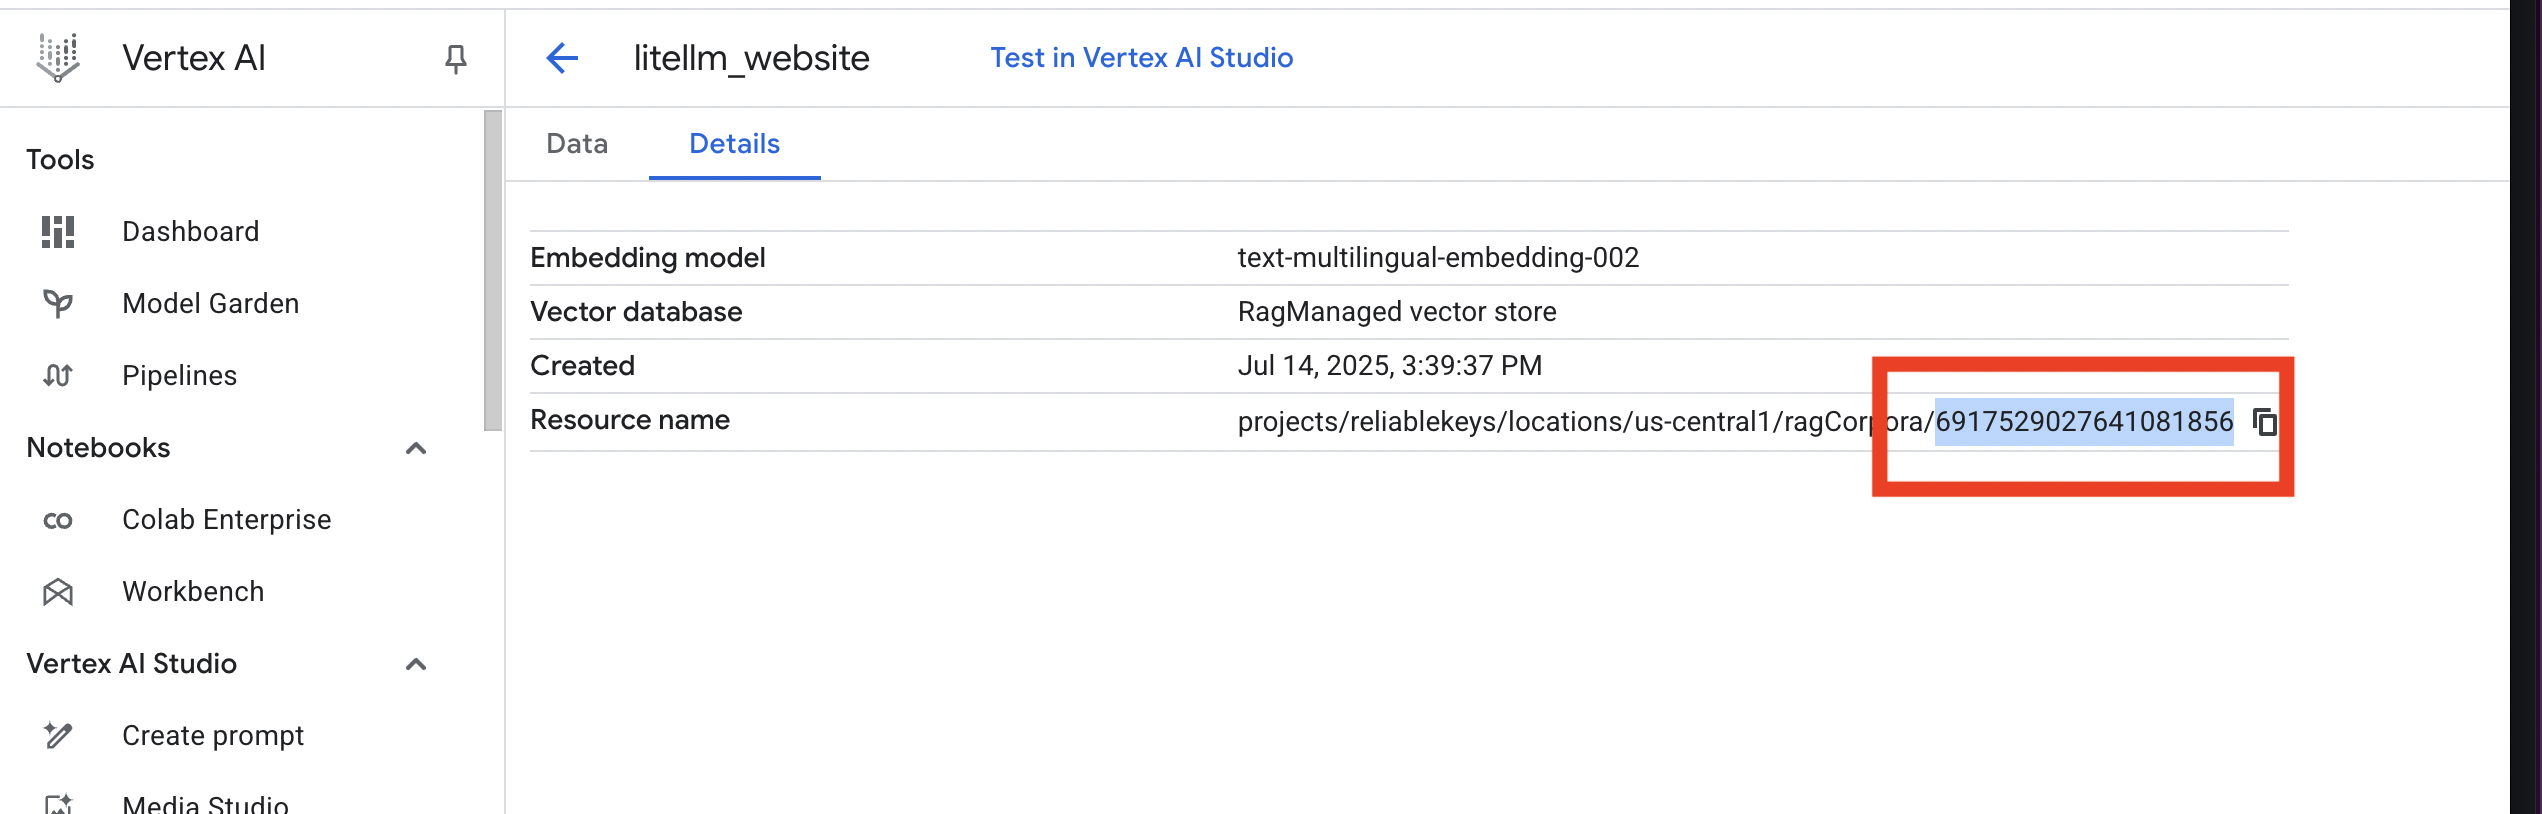 Vertex AI
litellm_website
Test in Vertex AI Studio
Tools
Dashboard
Model Garden
Pipelines
Notebooks
Colab Enterprise
Workbench
Vertex AI Studio
Create prompt
Media Studio
Data
Details
Embedding model text-multilingual-embedding-002
Vector database RagManaged vector store
Created Jul 14, 2025, 3:39:37 PM
Resource name projects/reliablekeys/locations/us-central1/ragCorpora/6917529027641081856